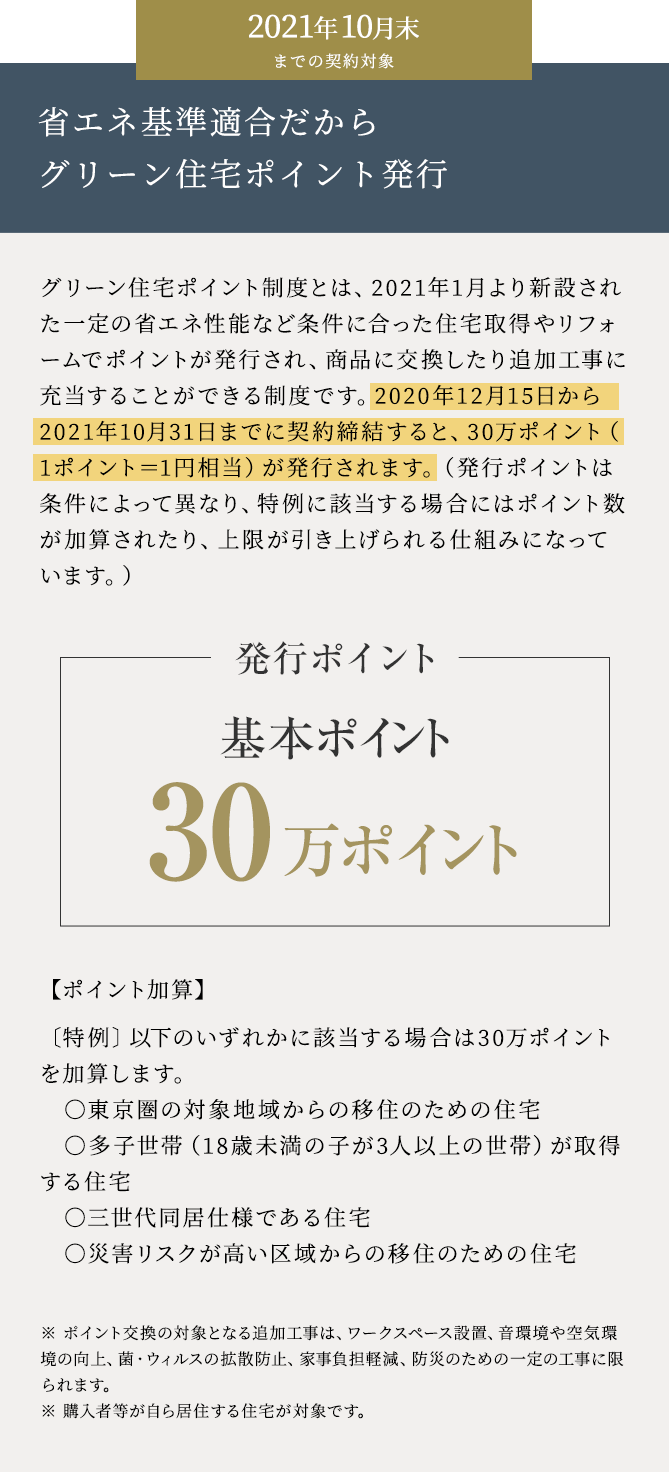 2021年10月末
までの契約対象
省エネ基準適合だから
グリーン住宅ポイント発行
グリーン住宅ポイント制度とは、2021年1月より新設され
た一定の省エネ性能など条件に合った住宅取得やリフォ
ームでポイントが発行され、商品に交換したり追加工事に
充当することができる制度です。2020年12月15日から
2021年10月31日までに契約締結すると、30万ポイント（
1ポイント＝1円相当）が発行されます。（発行ポイントは
条件によって異なり、特例に該当する場合にはポイント数
が加算されたり、上限が引き上げられる仕組みになって
います。）
発行ポイント
基本ポイント
30万ポイント
【ポイント加算】
〔特例〕以下のいずれかに該当する場合は30万ポイント
を加算します。
〇東京圏の対象地域からの移住のための住宅
〇多子世帯（18歳未満の子が3人以上の世帯）が取得
する住宅
〇三世代同居仕様である住宅
〇災害リスクが高い区域からの移住のための住宅
※ ポイント交換の対象となる追加工事は、ワークスペース設置、音環境や空気環
境の向上、菌・ウィルスの拡散防止、家事負担軽減、防災のための一定の工事に限
られます。
※ 購入者等が自ら居住する住宅が対象です。